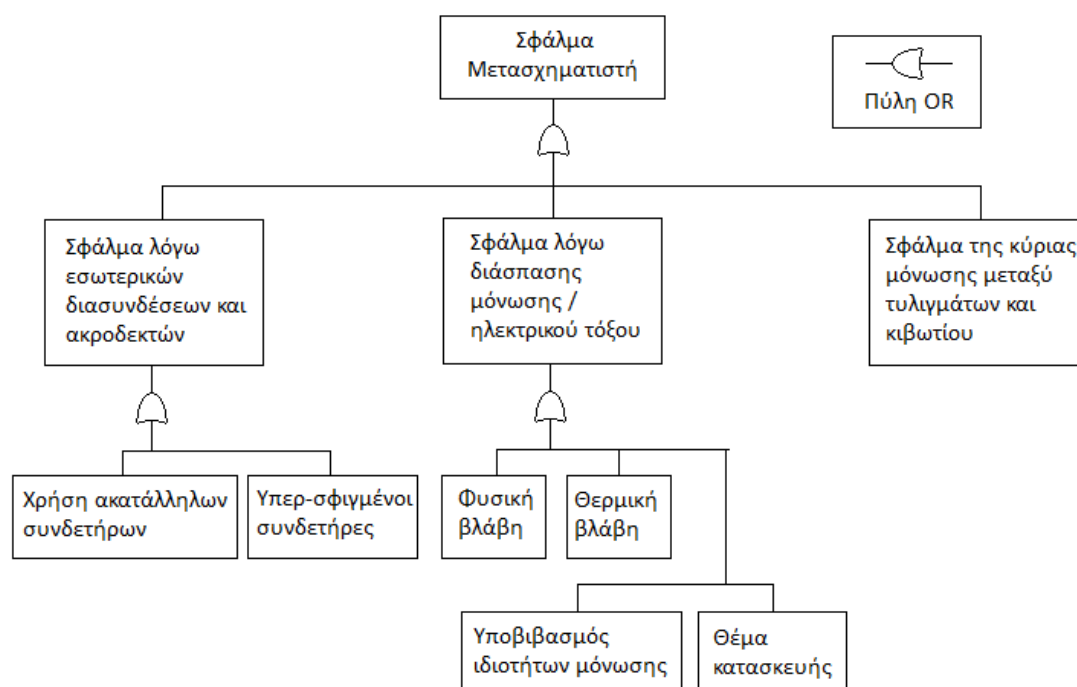 Σφάλμα
Μετασχηματιστή
Πύλη OR
Σφάλμα λόγω
εσωτερικών
διασυνδέσεων και
ακροδεκτών
Σφάλμα λόγω
διάσπασης
μόνωσης /
ηλεκτρικού τόξου
Σφάλμα της κύριας
μόνωσης μεταξύ
τυλιγμάτων και
κιβωτίου
Χρήση ακατάλληλων
συνδετήρων
Υπερ-σφιγμένοι
συνδετήρες
Φυσική
βλάβη
Θερμική
βλάβη
Υποβιβασμός
ιδιοτήτων μόνωσης
Θέμα
κατασκευής